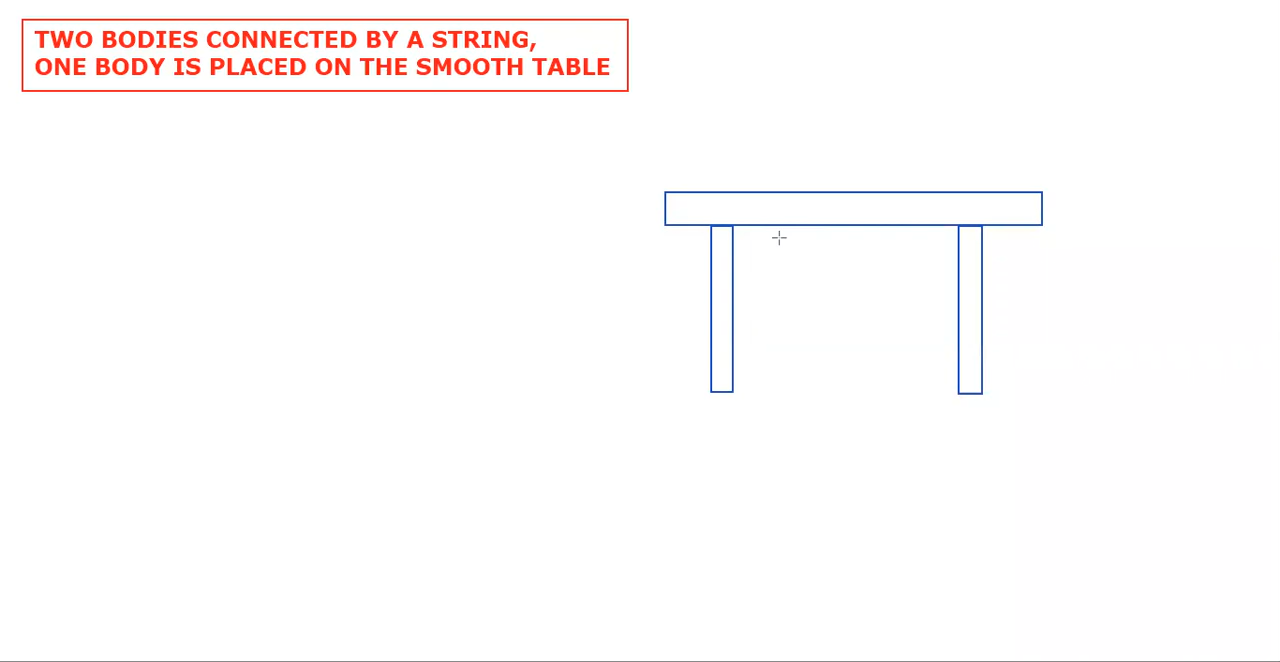 TWO BODIES CONNECTED BY A STRING,
ONE BODY IS PLACED ON THE SMOOTH TABLE